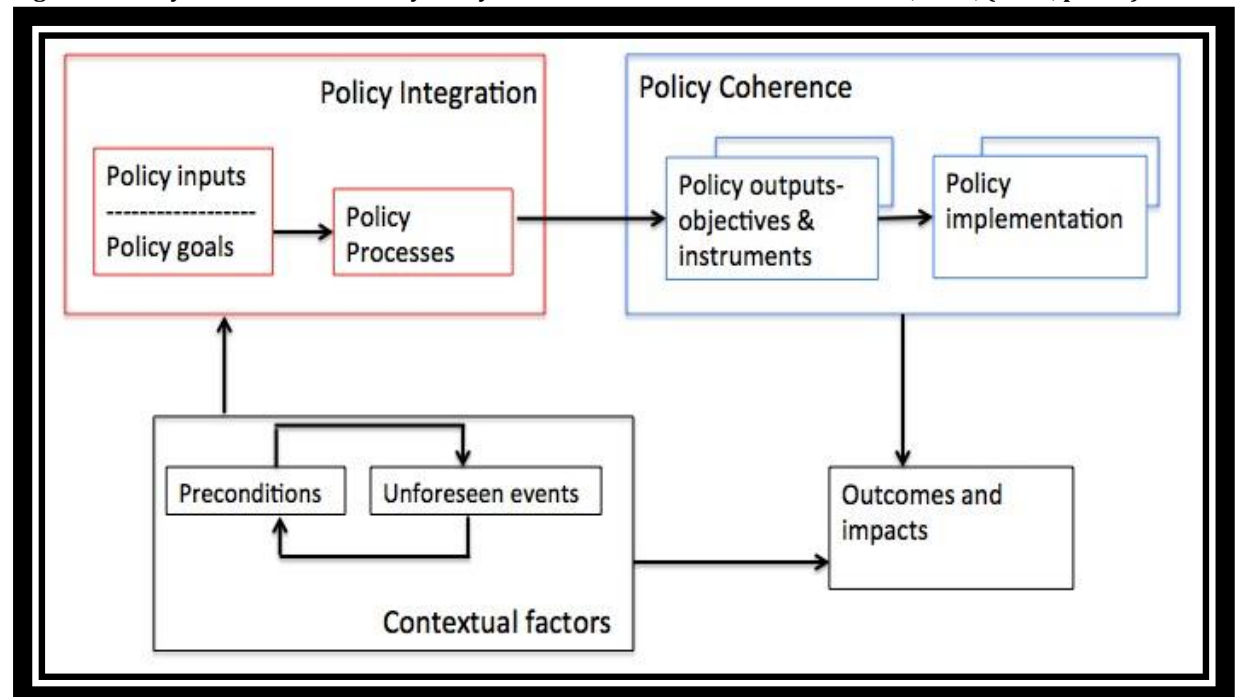 Policy Integration
Policy inputs
------------------
Policy goals
Policy
Processes
Policy Coherence
Policy outputs-
objectives &
instruments
Policy
implementation
Preconditions
Unforeseen events
Contextual factors
Outcomes and
impacts